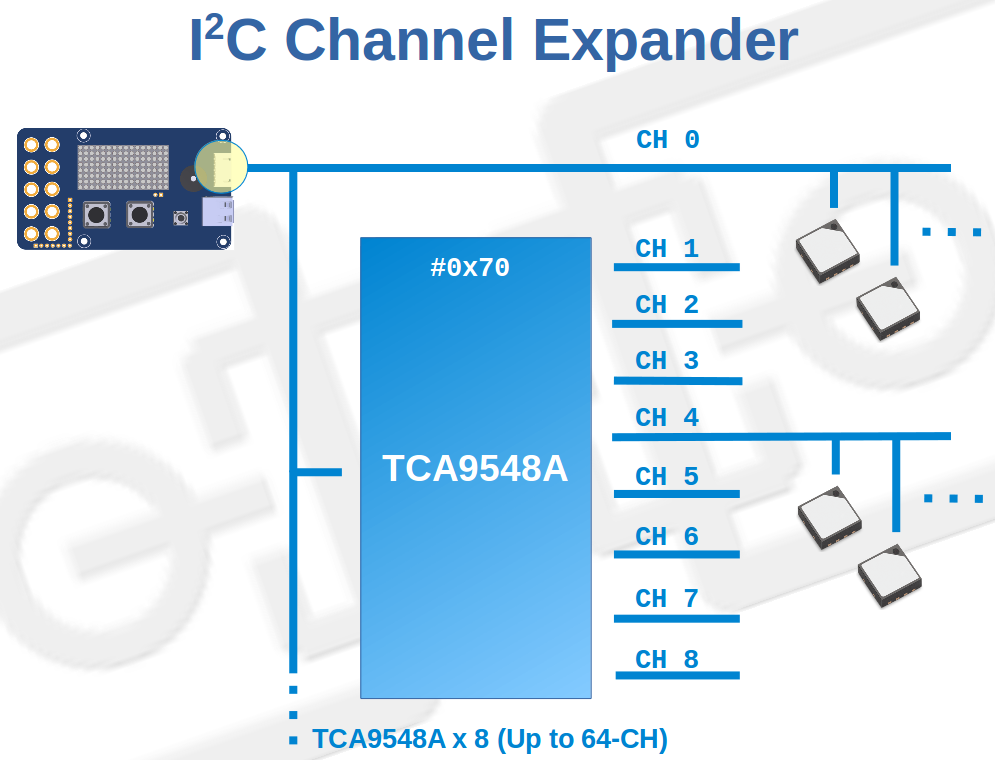 I²C Channel Expander
CH 0
#0x70
CH 1
CH 2
CH 3
CH 4
TCA9548A
CH 5
CH 6
CH 7
CH 8
TCA9548A x 8 (Up to 64-CH)